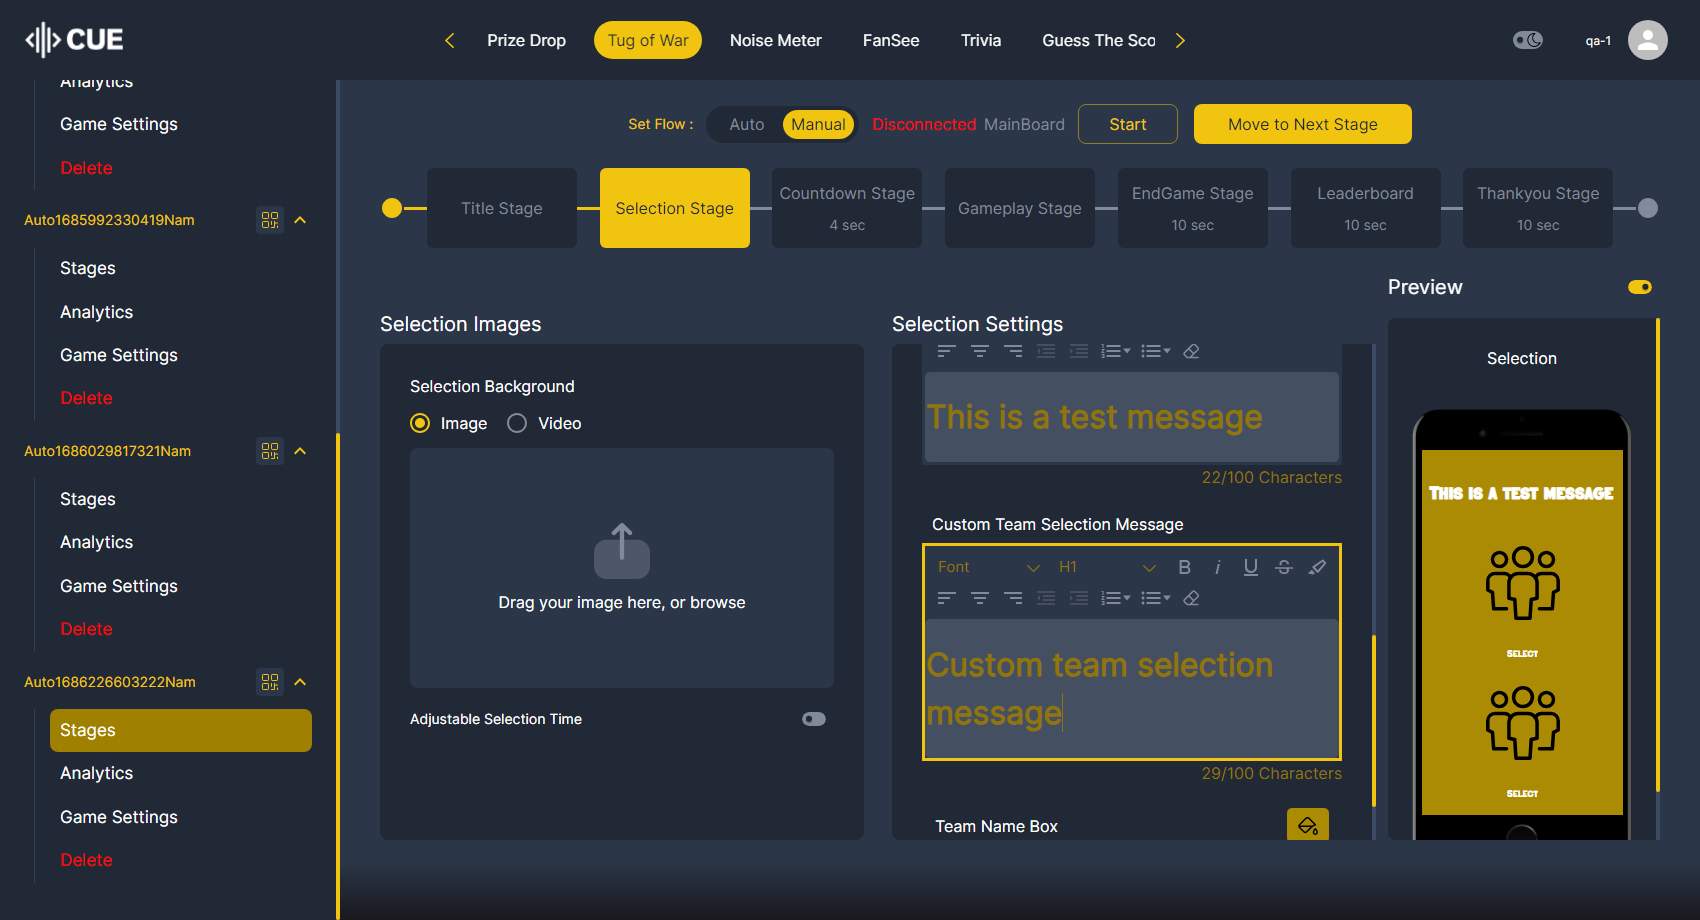 CUE
Prize Drop
Tug of War
Noise Meter
FanSee
Trivia
Guess The Sco
qa-1
Analytics
Game Settings
Delete
Auto1685992330419Nam
Stages
Analytics
Game Settings
Delete
Auto1686029817321Nam
Stages
Analytics
Game Settings
Delete
Auto1686226603222Nam
Stages
Analytics
Game Settings
Delete
Set Flow :
Auto
Manual
Disconnected MainBoard
Start
Move to Next Stage
Title Stage
Selection Stage
Countdown Stage
4 sec
Gameplay Stage
EndGame Stage
10 sec
Leaderboard
10 sec
Thankyou Stage
10 sec
Selection Images
Selection Background
Image
Video
Drag your image here, or browse
Adjustable Selection Time
Selection Settings
This is a test message
22/100 Characters
Custom Team Selection Message
Font
H1
B
i
U
S
Custom team selection
message
29/100 Characters
Team Name Box
Preview
Selection
This is a test message
SELECT
SELECT